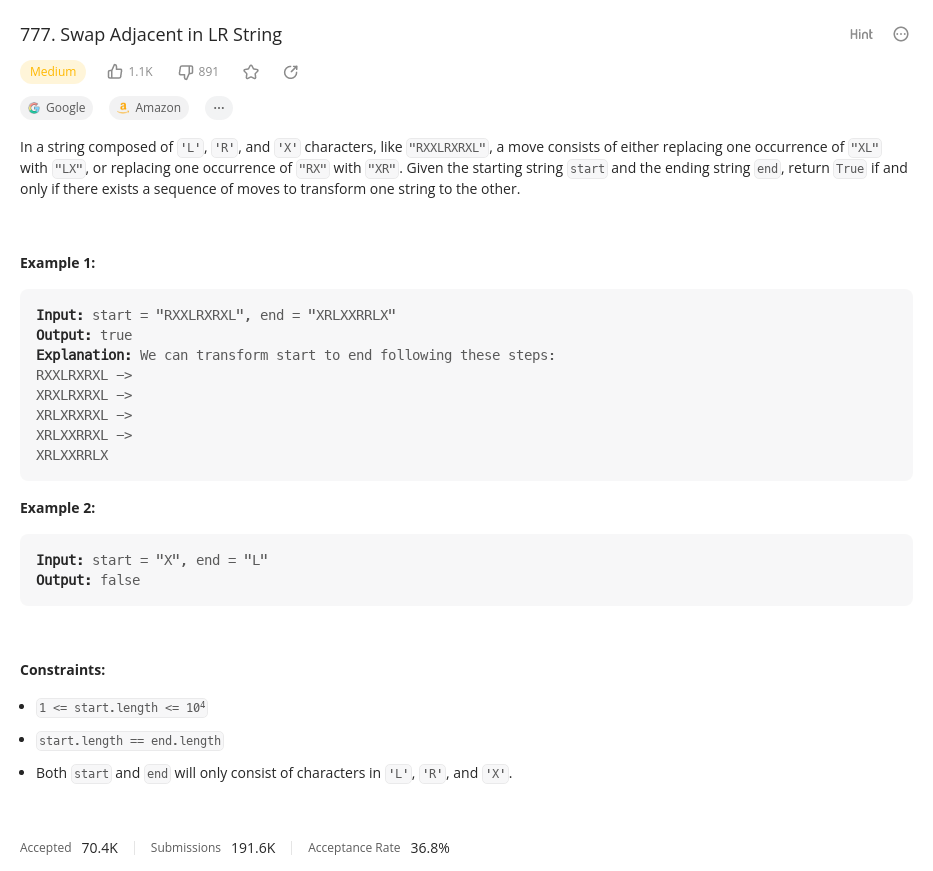 777. Swap Adjacent in LR String
Hint
Medium
1.1K
891
Google
Amazon
···
In a string composed of 'L', 'R', and 'X' characters, like "RXXLRXRXL", a move consists of either replacing one occurrence of "XL"
with "LX", or replacing one occurrence of "RX" with "XR". Given the starting string start and the ending string end, return True if and
only if there exists a sequence of moves to transform one string to the other.
Example 1:
Input: start = "RXXLRXRXL", end = "XRLXXRRLX"
Output: true
Explanation: We can transform start to end following these steps:
RXXLRXRXL ->
XRXLRXRXL ->
XRLXRXRXL ->
XRLXXRRXL ->
XRLXXRRLX
Example 2:
Input: start = "X", end = "L"
Output: false
Constraints:
• 1 <= start.length <= 10⁴
• start.length == end.length
• Both start and end will only consist of characters in 'L', 'R', and 'X'.
Accepted 70.4K Submissions 191.6K Acceptance Rate 36.8%